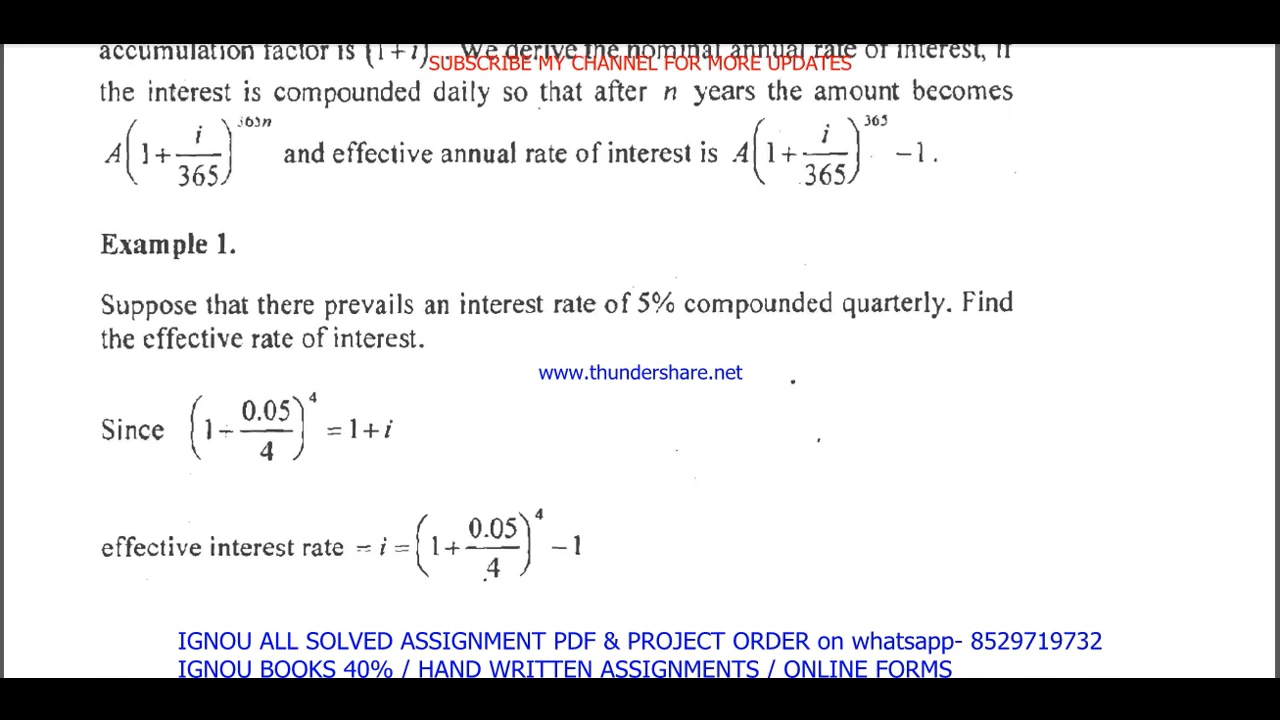 accumulation factor is (1+i) . We derive the nominal annual rate of interest, if
SUBSCRIBE MY CHANNEL FOR MORE UPDATES
the interest is compounded daily so that after n years the amount becomes
A(1+i/365)^365n and effective annual rate of interest is A(1+i/365)^365 −1.
Example 1.
Suppose that there prevails an interest rate of 5% compounded quarterly. Find
the effective rate of interest.
www.thundershare.net
Since (1+0.05/4)^4 = 1+i
effective interest rate = i = (1+0.05/4)^4 −1
IGNOU ALL SOLVED ASSIGNMENT PDF & PROJECT ORDER on whatsapp- 8529719732
IGNOU BOOKS 40% / HAND WRITTEN ASSIGNMENTS / ONLINE FORMS